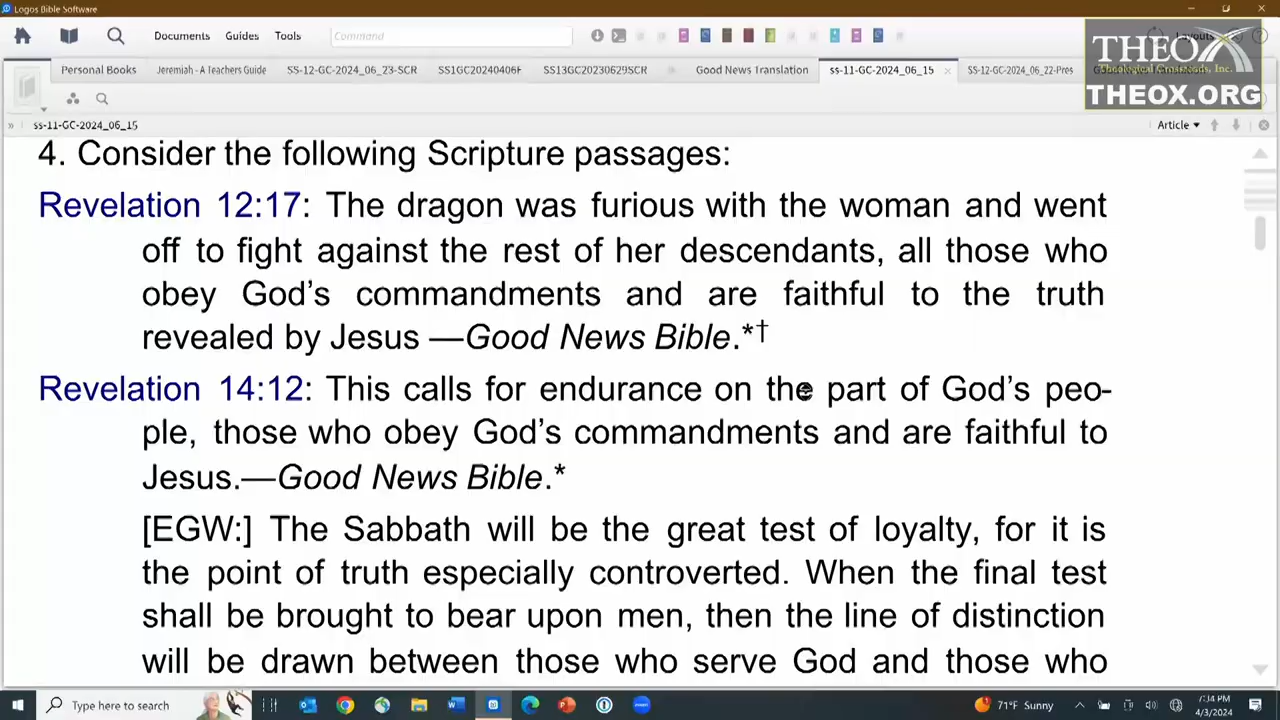 Logos Bible Software
Documents Guides Tools Command Layouts
THEOX
Theological Crossroads, Inc.
THEOX.ORG
Personal Books Jeremiah - A Teachers Guide SS-12-GC-2024_06_23-SCR SS13GC20230629SCR Good News Translation ss-11-GC-2024_06_15 SS-12-GC-2024_06_22-Pres
ss-11-GC-2024_06_15 Article
4. Consider the following Scripture passages:
Revelation 12:17: The dragon was furious with the woman and went
off to fight against the rest of her descendants, all those who
obey God’s commandments and are faithful to the truth
revealed by Jesus —Good News Bible.*†
Revelation 14:12: This calls for endurance on the part of God’s peo-
ple, those who obey God’s commandments and are faithful to
Jesus.—Good News Bible.*
[EGW:] The Sabbath will be the great test of loyalty, for it is
the point of truth especially controverted. When the final test
shall be brought to bear upon men, then the line of distinction
will be drawn between those who serve God and those who
Type here to search 71°F Sunny 7:34 PM
4/3/2024